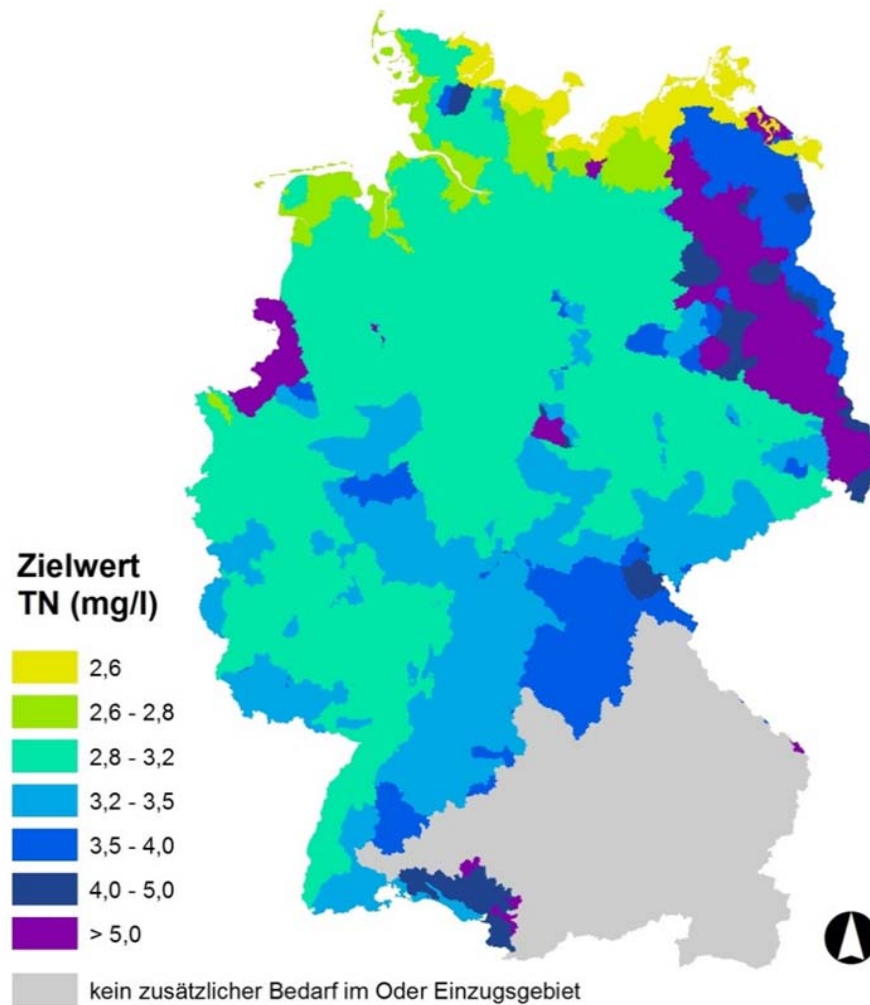 Zielwert
TN (mg/l)
2,6
2,6 - 2,8
2,8 - 3,2
3,2 - 3,5
3,5 - 4,0
4,0 - 5,0
> 5,0
kein zusätzlicher Bedarf im Oder Einzugsgebiet